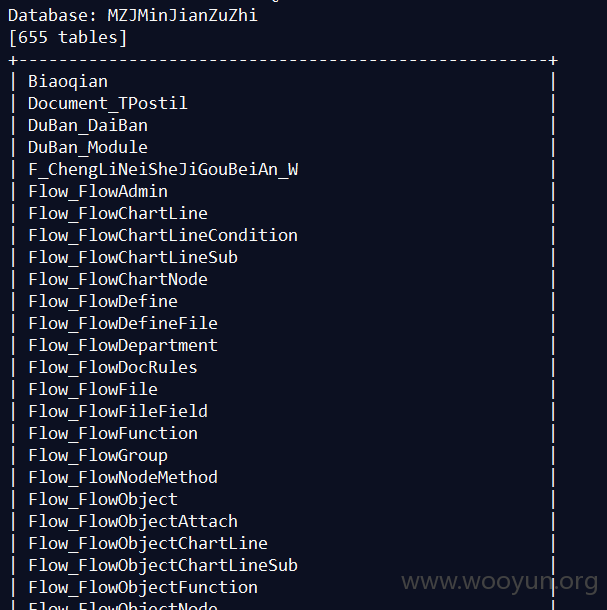 Database: MZJMinJianZuZhi
[655 tables]
+---------------------------------------------------+
| Biaoqian |
| Document_TPostil |
| DuBan_DaiBan |
| DuBan_Module |
| F_ChengLiNeiSheJiGouBeiAn_W |
| Flow_FlowAdmin |
| Flow_FlowChartLine |
| Flow_FlowChartLineCondition |
| Flow_FlowChartLineSub |
| Flow_FlowChartNode |
| Flow_FlowDefine |
| Flow_FlowDefineFile |
| Flow_FlowDepartment |
| Flow_FlowDocRules |
| Flow_FlowFile |
| Flow_FlowFileField |
| Flow_FlowFunction |
| Flow_FlowGroup |
| Flow_FlowNodeMethod |
| Flow_FlowObject |
| Flow_FlowObjectAttach |
| Flow_FlowObjectChartLine |
| Flow_FlowObjectChartLineSub |
| Flow_FlowObjectFunction |
| Flow_FlowObjectNode |
www.wooyun.org